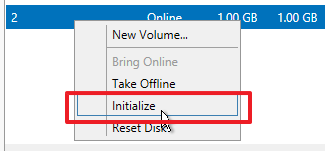 2 Online 1.00 GB 1.00 GB
New Volume...
Bring Online
Take Offline
Initialize
Reset Disk